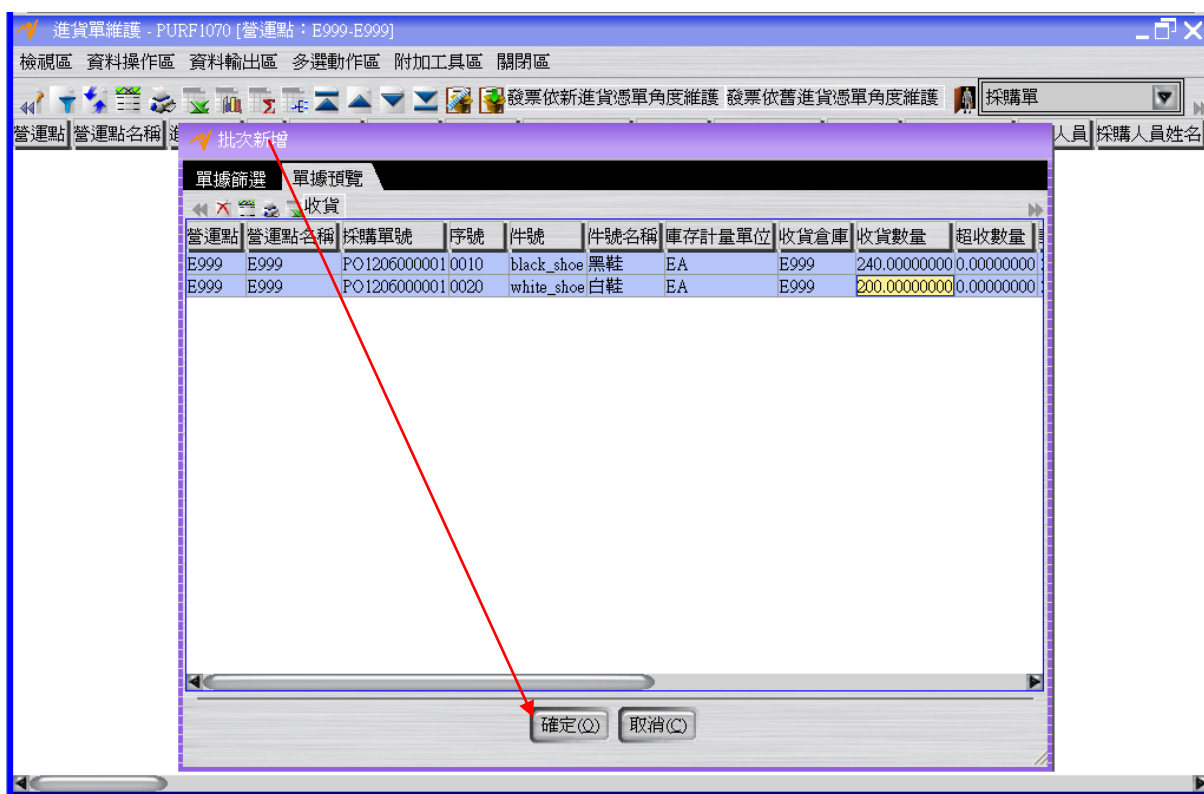 進貨單維護 - PURF1070 [營運點：E999-E999]
檢視區 資料操作區 資料輸出區 多選動作區 附加工具區 關閉區
發票依新進貨憑單角度維護 發票依舊進貨憑單角度維護 採購單
營運點 營運點名稱 進 人員 採購人員姓名
批次新增
單據篩選 單據預覽
收貨
營運點 營運點名稱 採購單號 序號 件號 件號名稱 庫存計量單位 收貨倉庫 收貨數量 超收數量
E999 E999 PO1206000001 0010 black_shoe 黑鞋 EA E999 240.00000000 0.00000000
E999 E999 PO1206000001 0020 white_shoe 白鞋 EA E999 200.00000000 0.00000000
確定(O) 取消(C)